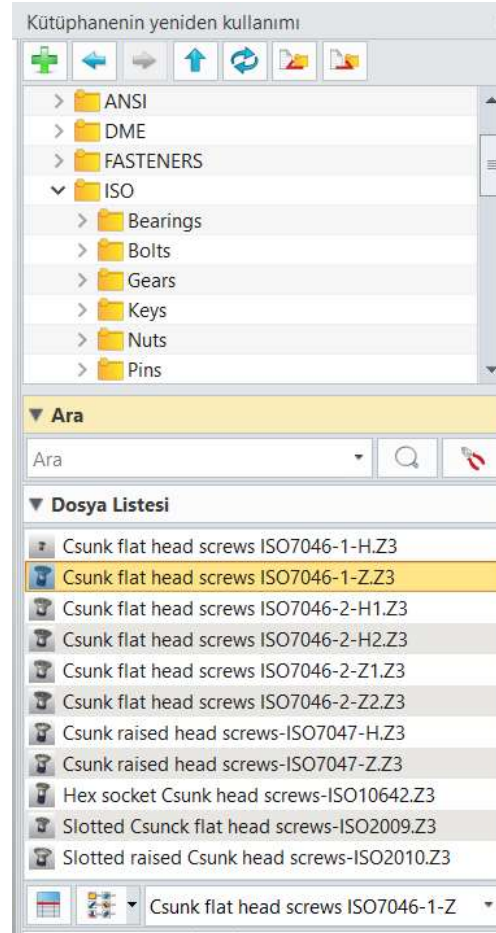 Kütüphanenin yeniden kullanımı
ANSI
DME
FASTENERS
ISO
Bearings
Bolts
Gears
Keys
Nuts
Pins
Ara
Ara
Dosya Listesi
Csunk flat head screws ISO7046-1-H.Z3
Csunk flat head screws ISO7046-1-Z.Z3
Csunk flat head screws ISO7046-2-H1.Z3
Csunk flat head screws ISO7046-2-H2.Z3
Csunk flat head screws ISO7046-2-Z1.Z3
Csunk flat head screws ISO7046-2-Z2.Z3
Csunk raised head screws-ISO7047-H.Z3
Csunk raised head screws-ISO7047-Z.Z3
Hex socket Csunk head screws-ISO10642.Z3
Slotted Csunck flat head screws-ISO2009.Z3
Slotted raised Csunk head screws-ISO2010.Z3
Csunk flat head screws ISO7046-1-Z